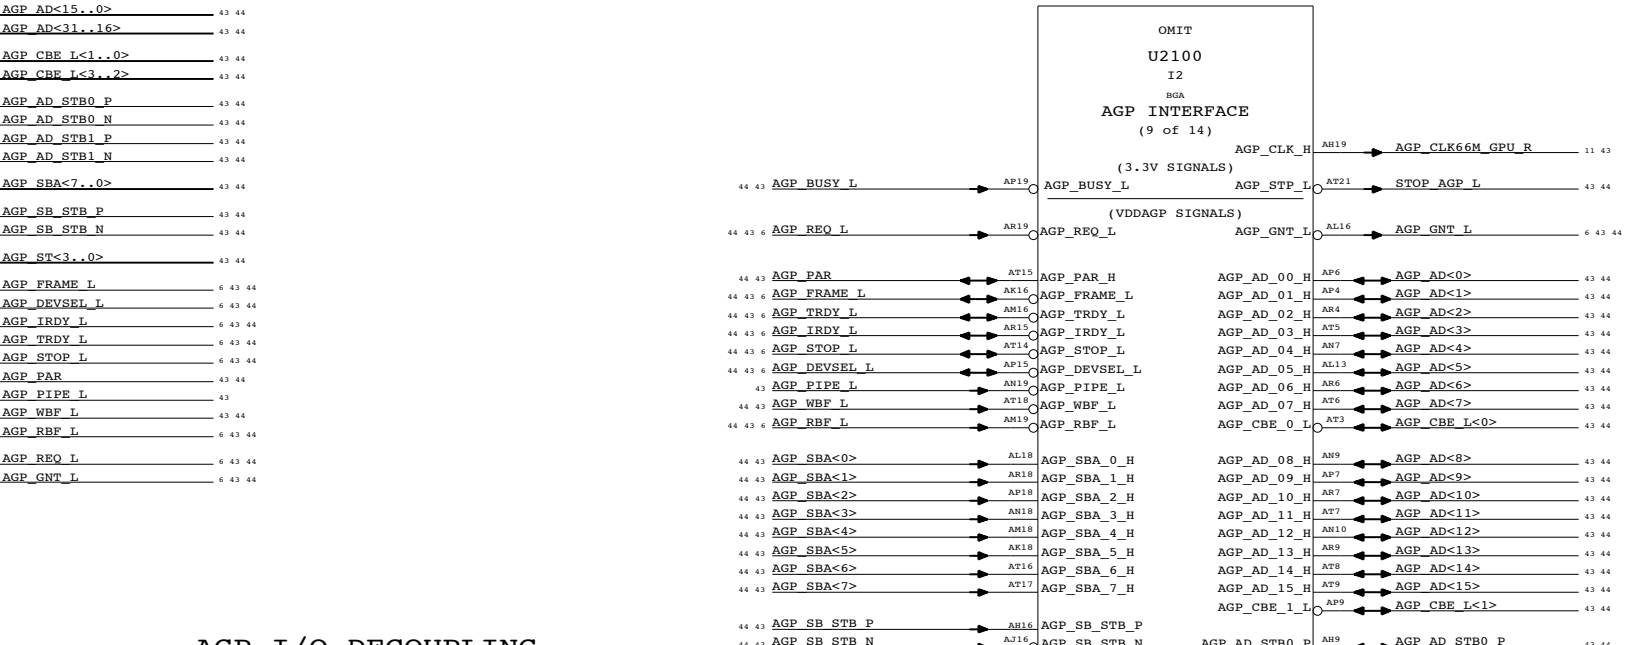 AGP_AD<15..0> 43 44
AGP_AD<31..16> 43 44
AGP_CBE_L<1..0> 43 44
AGP_CBE_L<3..2> 43 44
AGP_AD_STB0_P 43 44
AGP_AD_STB0_N 43 44
AGP_AD_STB1_P 43 44
AGP_AD_STB1_N 43 44
AGP_SBA<7..0> 43 44
AGP_SB_STB_P 43 44
AGP_SB_STB_N 43 44
AGP_ST<3..0> 43 44
AGP_FRAME_L 6 43 44
AGP_DEVSEL_L 6 43 44
AGP_IRDY_L 6 43 44
AGP_TRDY_L 6 43 44
AGP_STOP_L 6 43 44
AGP_PAR 43 44
AGP_PIPE_L 43
AGP_WBF_L 43 44
AGP_RBF_L 6 43 44
AGP_REQ_L 6 43 44
AGP_GNT_L 6 43 44
AGP I/O DECOUPLING
OMIT
U2100
I2
BGA
AGP INTERFACE
(9 of 14)
AGP_CLK_H AH19 AGP_CLK66M_GPU_R 11 43
(3.3V SIGNALS)
44 43 AGP_BUSY_L AP19 AGP_BUSY_L AGP_STP_L AT21 STOP_AGP_L 43 44
(VDDAGP SIGNALS)
44 43 6 AGP_REQ_L AR19 AGP_REQ_L AGP_GNT_L AL16 AGP_GNT_L 6 43 44
44 43 AGP_PAR AT15 AGP_PAR_H AGP_AD_00_H AP6 AGP_AD<0> 43 44
44 43 6 AGP_FRAME_L AK16 AGP_FRAME_L AGP_AD_01_H AP4 AGP_AD<1> 43 44
44 43 6 AGP_TRDY_L AM16 AGP_TRDY_L AGP_AD_02_H AR4 AGP_AD<2> 43 44
44 43 6 AGP_IRDY_L AR15 AGP_IRDY_L AGP_AD_03_H AT5 AGP_AD<3> 43 44
44 43 6 AGP_STOP_L AT14 AGP_STOP_L AGP_AD_04_H AN7 AGP_AD<4> 43 44
44 43 6 AGP_DEVSEL_L AP15 AGP_DEVSEL_L AGP_AD_05_H AL13 AGP_AD<5> 43 44
43 AGP_PIPE_L AN19 AGP_PIPE_L AGP_AD_06_H AR6 AGP_AD<6> 43 44
44 43 AGP_WBF_L AT18 AGP_WBF_L AGP_AD_07_H AT6 AGP_AD<7> 43 44
44 43 6 AGP_RBF_L AM19 AGP_RBF_L AGP_CBE_0_L AT3 AGP_CBE_L<0> 43 44
44 43 AGP_SBA<0> AL18 AGP_SBA_0_H AGP_AD_08_H AN9 AGP_AD<8> 43 44
44 43 AGP_SBA<1> AR18 AGP_SBA_1_H AGP_AD_09_H AP7 AGP_AD<9> 43 44
44 43 AGP_SBA<2> AP18 AGP_SBA_2_H AGP_AD_10_H AR7 AGP_AD<10> 43 44
44 43 AGP_SBA<3> AN18 AGP_SBA_3_H AGP_AD_11_H AT7 AGP_AD<11> 43 44
44 43 AGP_SBA<4> AM18 AGP_SBA_4_H AGP_AD_12_H AN10 AGP_AD<12> 43 44
44 43 AGP_SBA<5> AK18 AGP_SBA_5_H AGP_AD_13_H AR9 AGP_AD<13> 43 44
44 43 AGP_SBA<6> AT16 AGP_SBA_6_H AGP_AD_14_H AT8 AGP_AD<14> 43 44
44 43 AGP_SBA<7> AT17 AGP_SBA_7_H AGP_AD_15_H AT9 AGP_AD<15> 43 44
AGP_CBE_1_L AP9 AGP_CBE_L<1> 43 44
44 43 AGP_SB_STB_P AH16 AGP_SB_STB_P
44 43 AGP_SB_STB_N AJ16 AGP_SB_STB_N AGP_AD_STB0_P AH9 AGP_AD_STB0_P 43 44